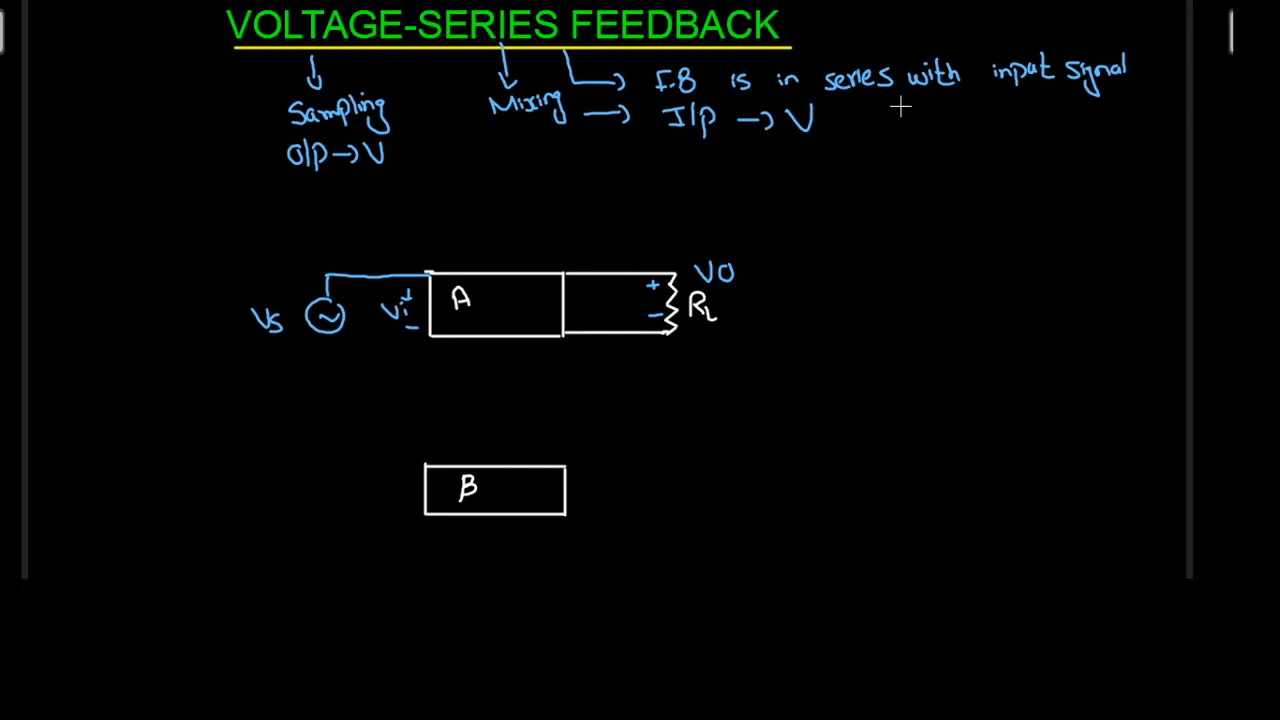 VOLTAGE-SERIES FEEDBACK
Sampling
O/P → V
Mixing
→ F.B is in series with input signal
→ I/P → V
Vs
Vi
+
-
A
+
-
VO
RL
β